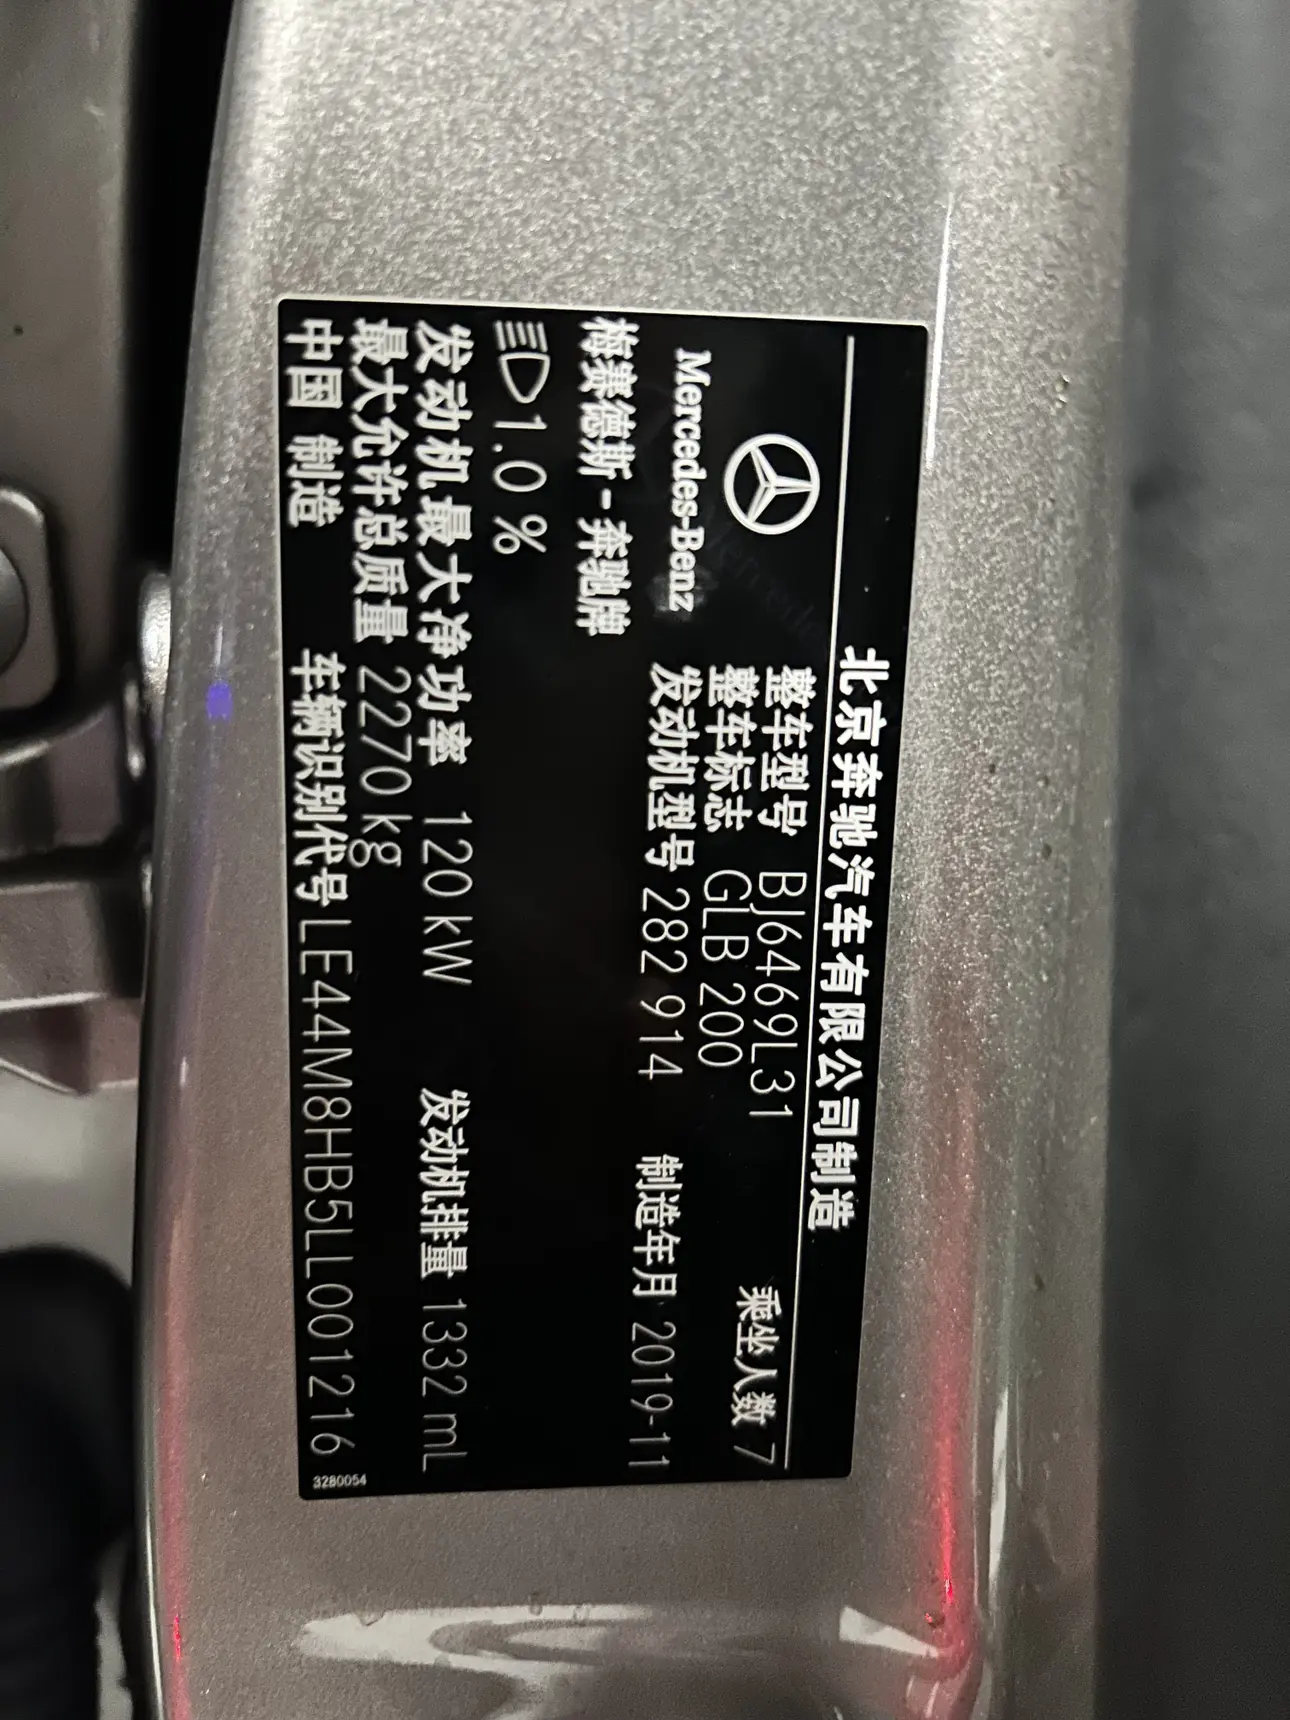 北京奔驰汽车有限公司制造
乘坐人数 7
整车型号 BJ6469L31
整车标志 GLB 200
Mercedes-Benz
发动机型号 282 914 制造年月 2019-11
梅赛德斯-奔驰牌
1.0 %
发动机最大净功率 120 kW 发动机排量 1332 mL
最大允许总质量 2270 kg
中国 制造 车辆识别代号 LE44M8HB5LL001216
3280054